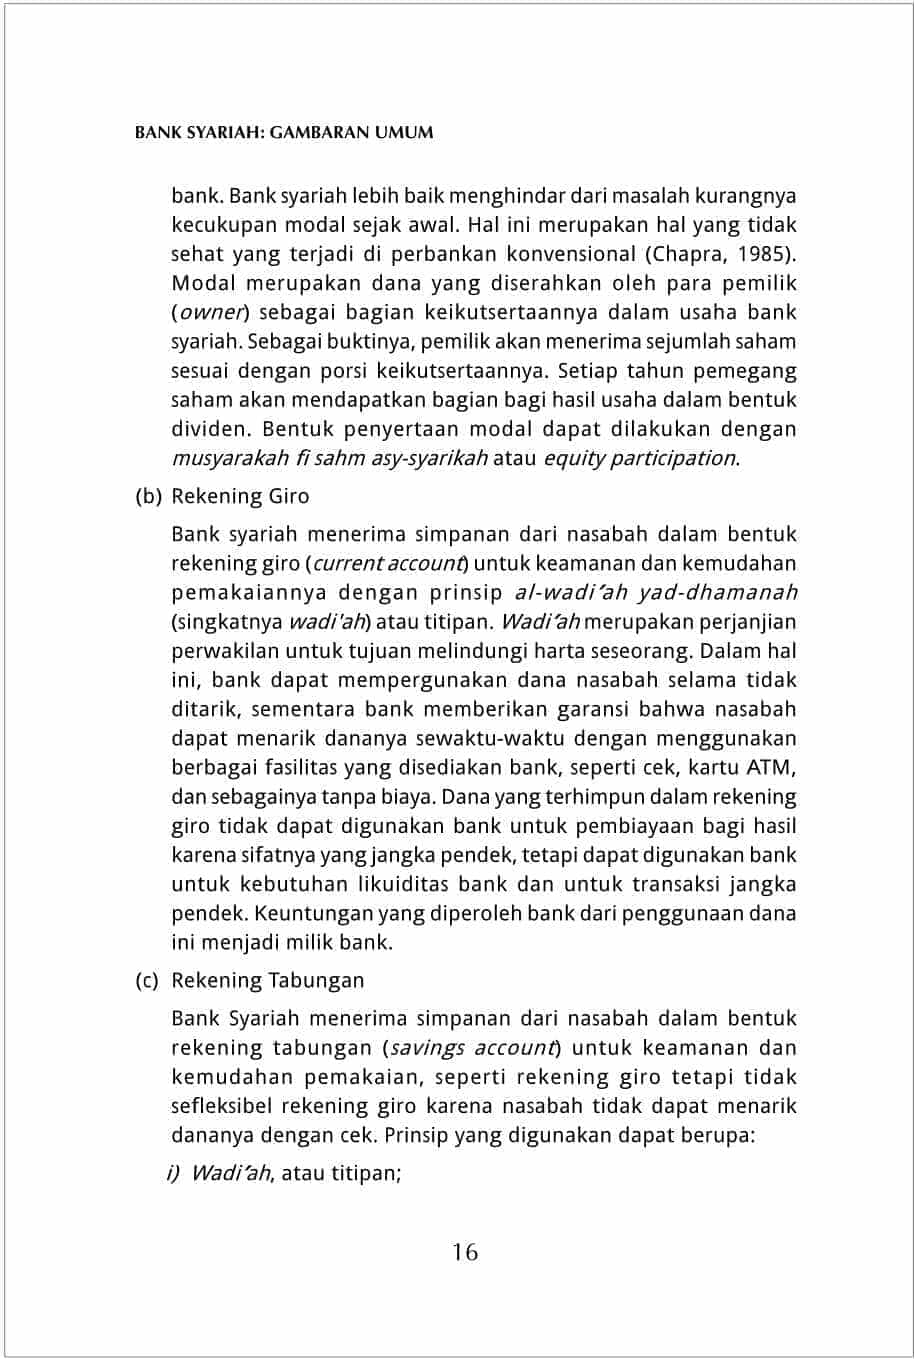 BANK SYARIAH: GAMBARAN UMUM
bank. Bank syariah lebih baik menghindar dari masalah kurangnya
kecukupan modal sejak awal. Hal ini merupakan hal yang tidak
sehat yang terjadi di perbankan konvensional (Chapra, 1985).
Modal merupakan dana yang diserahkan oleh para pemilik
(owner) sebagai bagian keikutsertaannya dalam usaha bank
syariah. Sebagai buktinya, pemilik akan menerima sejumlah saham
sesuai dengan porsi keikutsertaannya. Setiap tahun pemegang
saham akan mendapatkan bagian bagi hasil usaha dalam bentuk
dividen. Bentuk penyertaan modal dapat dilakukan dengan
musyarakah fi sahm asy-syarikah atau equity participation.
(b) Rekening Giro
Bank syariah menerima simpanan dari nasabah dalam bentuk
rekening giro (current account) untuk keamanan dan kemudahan
pemakaiannya dengan prinsip al-wadi’ah yad-dhamanah
(singkatnya wadi'ah) atau titipan. Wadi’ah merupakan perjanjian
perwakilan untuk tujuan melindungi harta seseorang. Dalam hal
ini, bank dapat mempergunakan dana nasabah selama tidak
ditarik, sementara bank memberikan garansi bahwa nasabah
dapat menarik dananya sewaktu-waktu dengan menggunakan
berbagai fasilitas yang disediakan bank, seperti cek, kartu ATM,
dan sebagainya tanpa biaya. Dana yang terhimpun dalam rekening
giro tidak dapat digunakan bank untuk pembiayaan bagi hasil
karena sifatnya yang jangka pendek, tetapi dapat digunakan bank
untuk kebutuhan likuiditas bank dan untuk transaksi jangka
pendek. Keuntungan yang diperoleh bank dari penggunaan dana
ini menjadi milik bank.
(c) Rekening Tabungan
Bank Syariah menerima simpanan dari nasabah dalam bentuk
rekening tabungan (savings account) untuk keamanan dan
kemudahan pemakaian, seperti rekening giro tetapi tidak
sefleksibel rekening giro karena nasabah tidak dapat menarik
dananya dengan cek. Prinsip yang digunakan dapat berupa:
i) Wadi’ah, atau titipan;
16